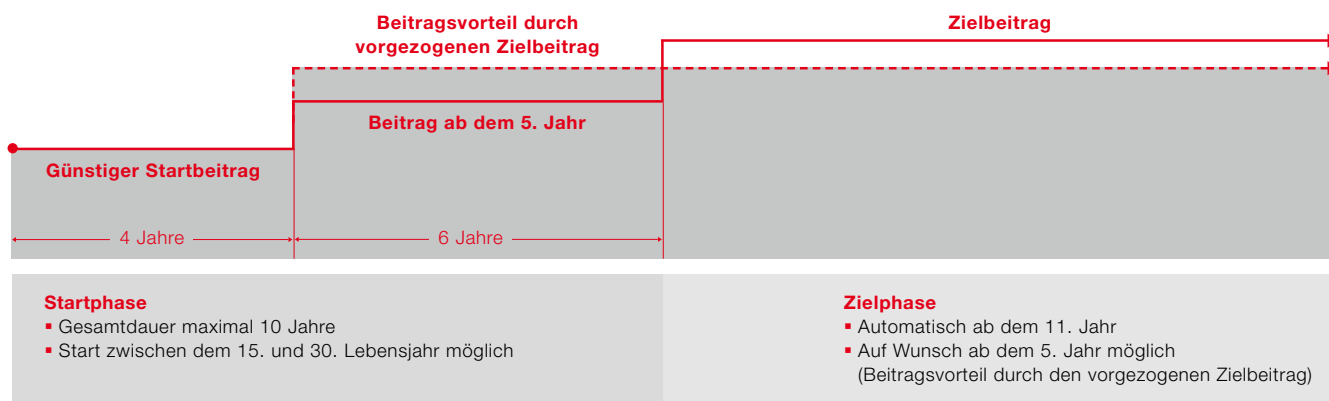 Beitragsvorteil durch
vorgezogenen Zielbeitrag
Zielbeitrag
Beitrag ab dem 5. Jahr
Günstiger Startbeitrag
4 Jahre
6 Jahre
Startphase
▪ Gesamtdauer maximal 10 Jahre
▪ Start zwischen dem 15. und 30. Lebensjahr möglich
Zielphase
▪ Automatisch ab dem 11. Jahr
▪ Auf Wunsch ab dem 5. Jahr möglich
(Beitragsvorteil durch den vorgezogenen Zielbeitrag)